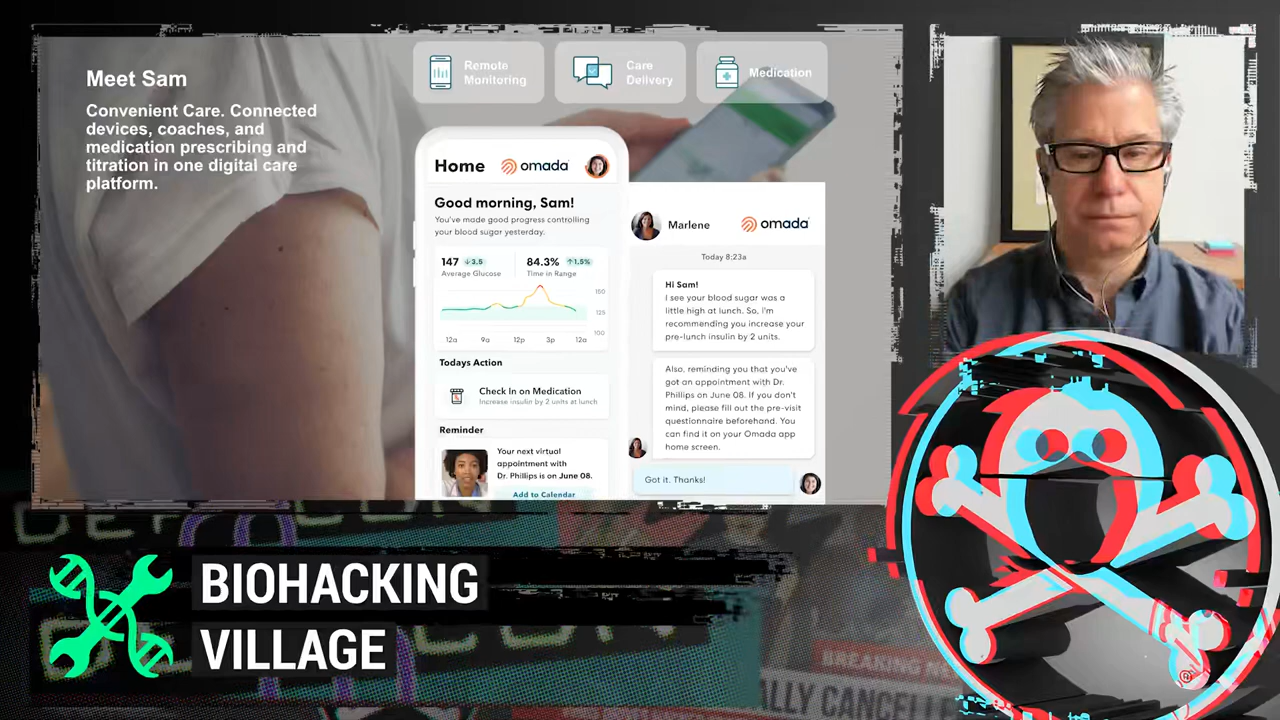 Meet Sam
Convenient Care. Connected
devices, coaches, and
medication prescribing and
titration in one digital care
platform.
Remote
Monitoring
Care
Delivery
Medication
Home
omada
Good morning, Sam!
You've made good progress controlling
your blood sugar yesterday.
147 ↓3.5
Average Glucose
84.3% ↑1.5%
Time in Range
150
125
100
12a 9a 12p 3p 12a
Todays Action
Check In on Medication
Increase insulin by 2 units at lunch
Reminder
Your next virtual
appointment with
Dr. Phillips is on June 08.
Add to Calendar
Marlene
omada
Today 8:23a
Hi Sam!
I see your blood sugar was a
little high at lunch. So, I'm
recommending you increase your
pre-lunch insulin by 2 units.
Also, reminding you that you've
got an appointment with Dr.
Phillips on June 08. If you don't
mind, please fill out the pre-visit
questionnaire beforehand. You
can find it on your Omada app
home screen.
Got it. Thanks!
BIOHACKING
VILLAGE
DEF CON
BREAKING NE
ALLY CANCELLE
®